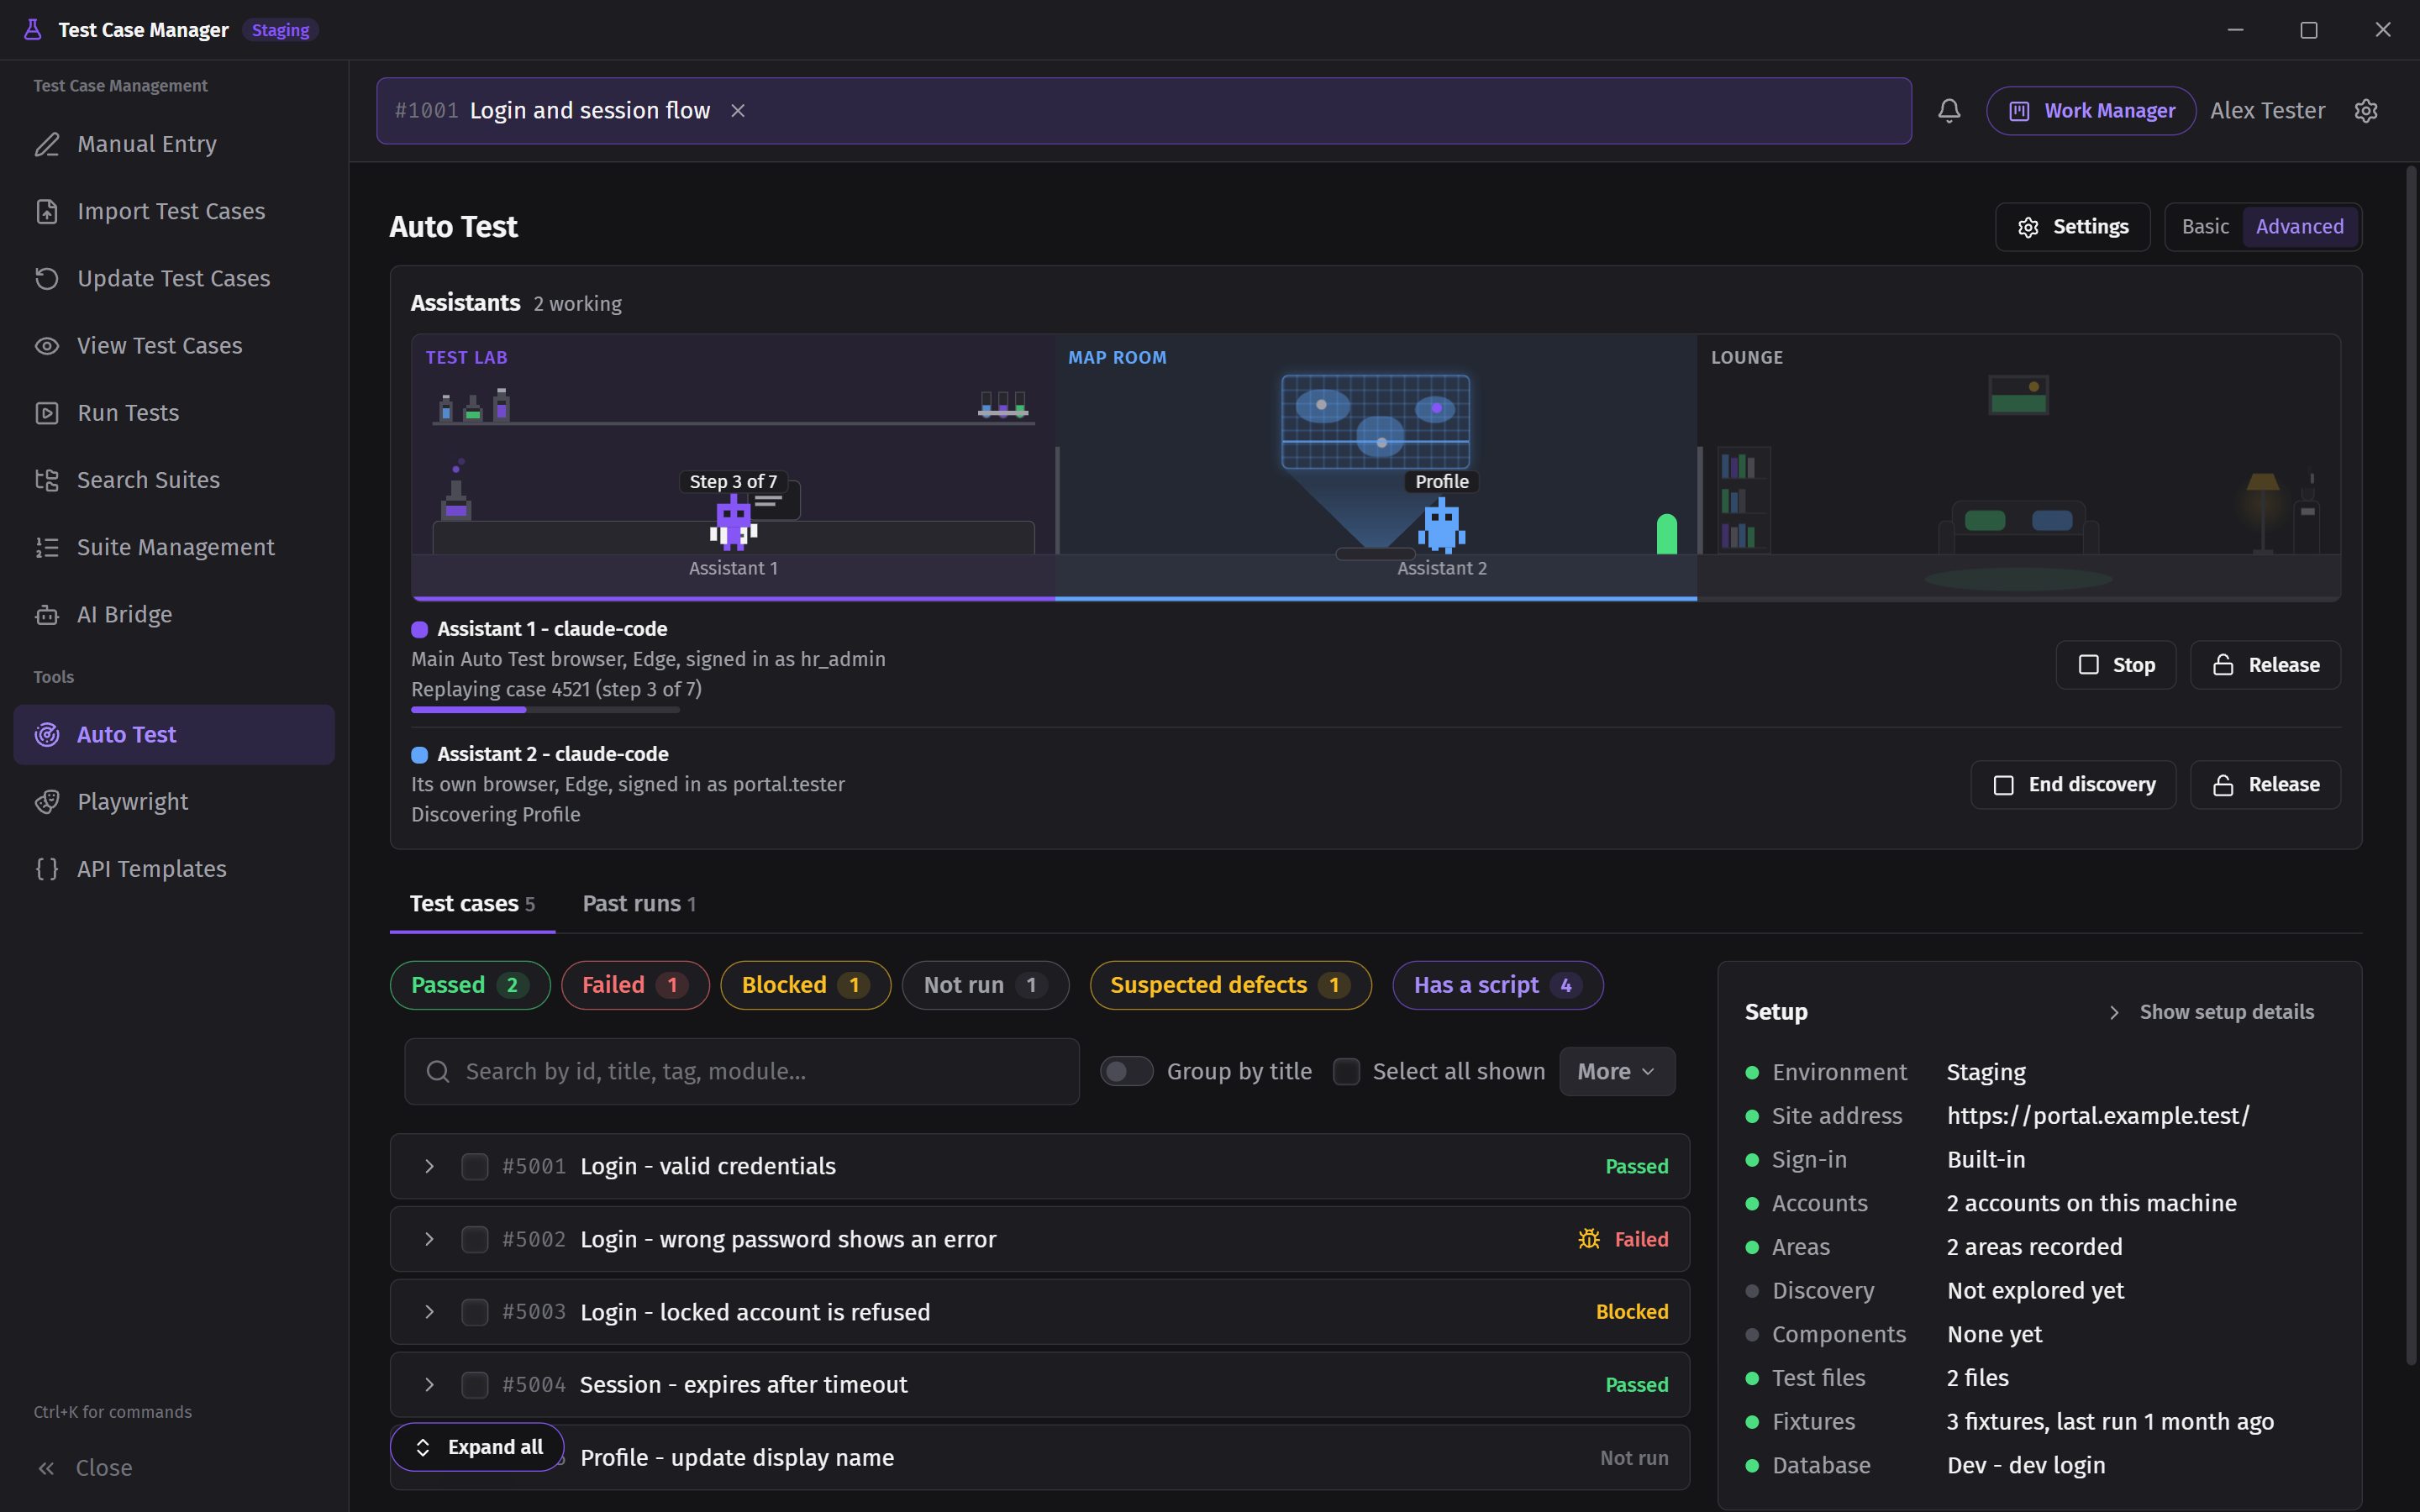 Test Case Manager Staging
Test Case Management
Manual Entry
Import Test Cases
Update Test Cases
View Test Cases
Run Tests
Search Suites
Suite Management
AI Bridge
Tools
Auto Test
Playwright
API Templates
Ctrl+K for commands
Close
#1001 Login and session flow
Work Manager
Alex Tester
Auto Test
Settings
Basic Advanced
Assistants 2 working
TEST LAB
Step 3 of 7
Assistant 1
MAP ROOM
Profile
Assistant 2
LOUNGE
Assistant 1 - claude-code
Main Auto Test browser, Edge, signed in as hr_admin
Replaying case 4521 (step 3 of 7)
Stop Release
Assistant 2 - claude-code
Its own browser, Edge, signed in as portal.tester
Discovering Profile
End discovery Release
Test cases 5 Past runs 1
Passed 2 Failed 1 Blocked 1 Not run 1 Suspected defects 1 Has a script 4
Search by id, title, tag, module...
Group by title Select all shown More
#5001 Login - valid credentials Passed
#5002 Login - wrong password shows an error Failed
#5003 Login - locked account is refused Blocked
#5004 Session - expires after timeout Passed
Expand all
Profile - update display name Not run
Setup Show setup details
Environment Staging
Site address https://portal.example.test/
Sign-in Built-in
Accounts 2 accounts on this machine
Areas 2 areas recorded
Discovery Not explored yet
Components None yet
Test files 2 files
Fixtures 3 fixtures, last run 1 month ago
Database Dev - dev login